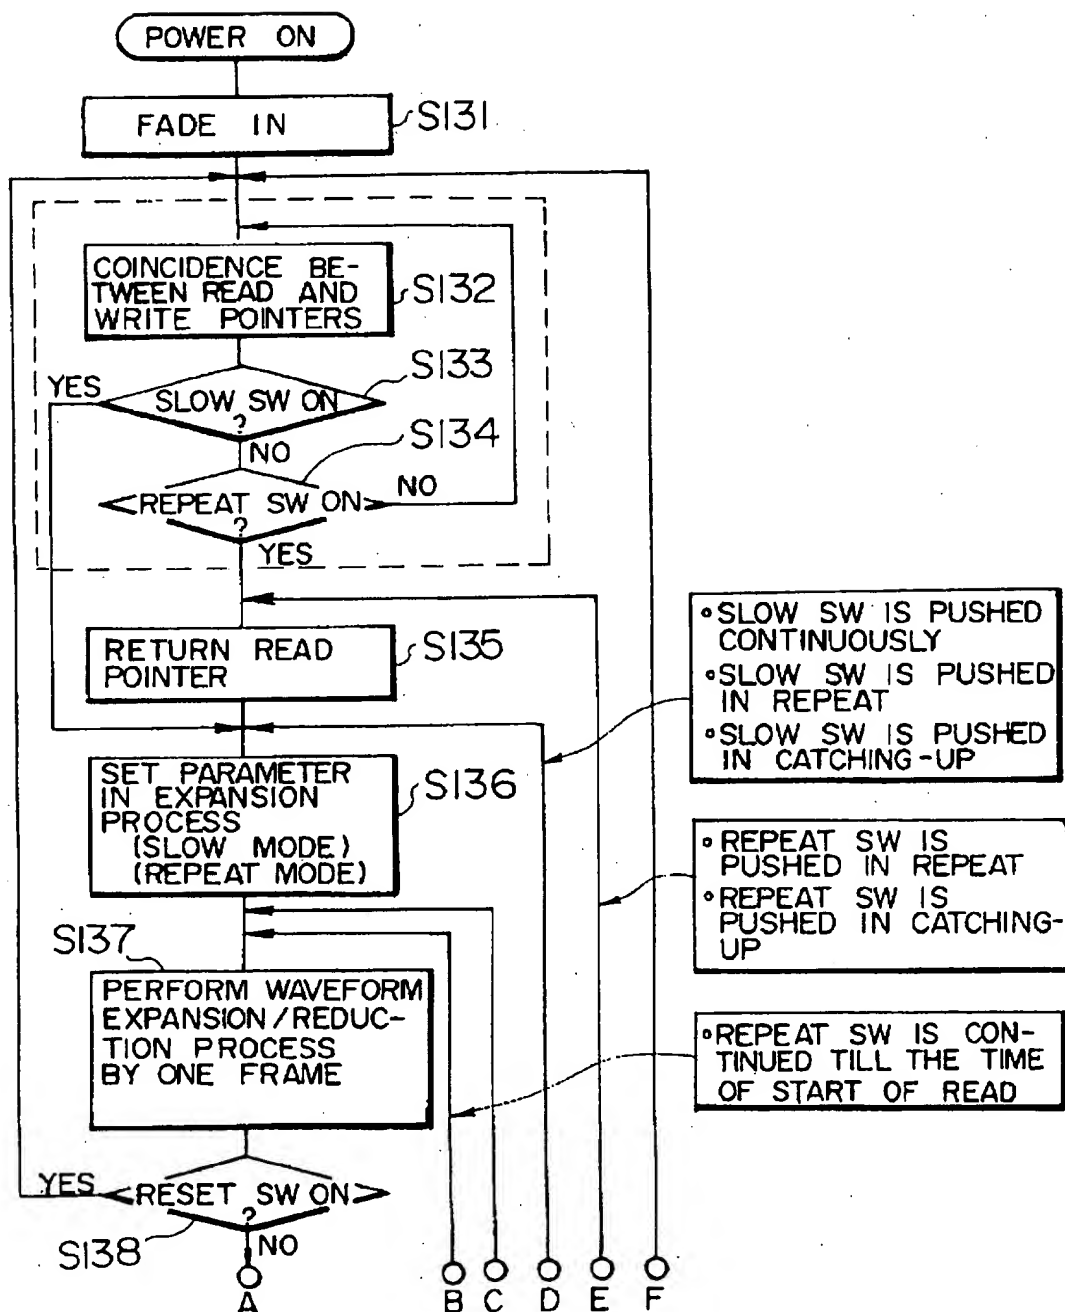 POWER ON
FADE IN
S131
COINCIDENCE BE-
TWEEN READ AND
WRITE POINTERS
S132
YES
SLOW SW ON
?
S133
NO
S134
REPEAT SW ON
?
NO
YES
RETURN READ
POINTER
S135
SET PARAMETER
IN EXPANSION
PROCESS
(SLOW MODE)
(REPEAT MODE)
S136
S137
PERFORM WAVEFORM
EXPANSION/REDUC-
TION PROCESS
BY ONE FRAME
YES
RESET SW ON
?
S138
NO
SLOW SW IS PUSHED
CONTINUOUSLY
SLOW SW IS PUSHED
IN REPEAT
SLOW SW IS PUSHED
IN CATCHING-UP
REPEAT SW IS
PUSHED IN REPEAT
REPEAT SW IS
PUSHED IN CATCHING-
UP
REPEAT SW IS CON-
TINUED TILL THE TIME
OF START OF READ
A
B
C
D
E
F